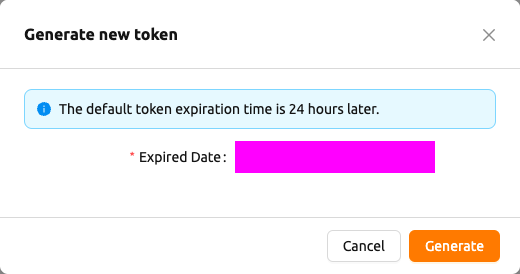 Generate new token
The default token expiration time is 24 hours later.
* Expired Date:
Cancel
Generate